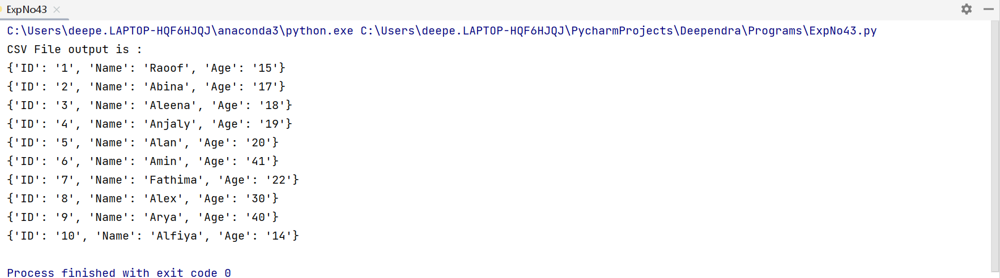 ExpNo43
C:\Users\deepe.LAPTOP-HQF6HJQJ\anaconda3\python.exe C:\Users\deepe.LAPTOP-HQF6HJQJ\PycharmProjects\Deependra\Programs\ExpNo43.py
CSV File output is :
{'ID': '1', 'Name': 'Raoof', 'Age': '15'}
{'ID': '2', 'Name': 'Abina', 'Age': '17'}
{'ID': '3', 'Name': 'Aleena', 'Age': '18'}
{'ID': '4', 'Name': 'Anjaly', 'Age': '19'}
{'ID': '5', 'Name': 'Alan', 'Age': '20'}
{'ID': '6', 'Name': 'Amin', 'Age': '41'}
{'ID': '7', 'Name': 'Fathima', 'Age': '22'}
{'ID': '8', 'Name': 'Alex', 'Age': '30'}
{'ID': '9', 'Name': 'Arya', 'Age': '40'}
{'ID': '10', 'Name': 'Alfiya', 'Age': '14'}
Process finished with exit code 0